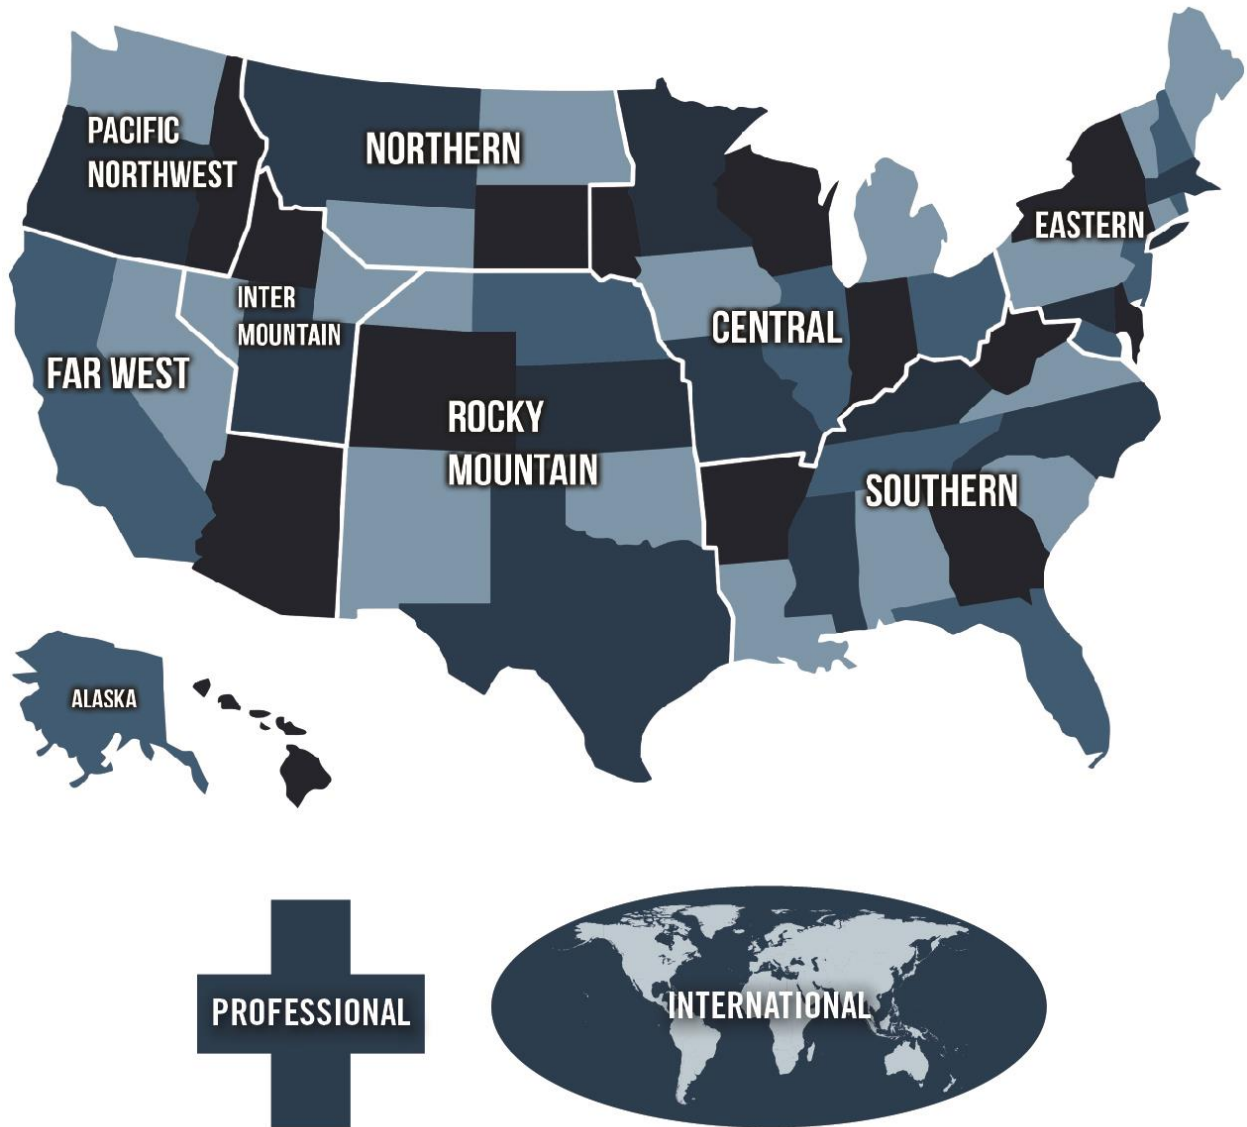 PACIFIC
NORTHWEST
NORTHERN
EASTERN
INTER
MOUNTAIN
CENTRAL
FAR WEST
ROCKY
MOUNTAIN
SOUTHERN
ALASKA
PROFESSIONAL
INTERNATIONAL